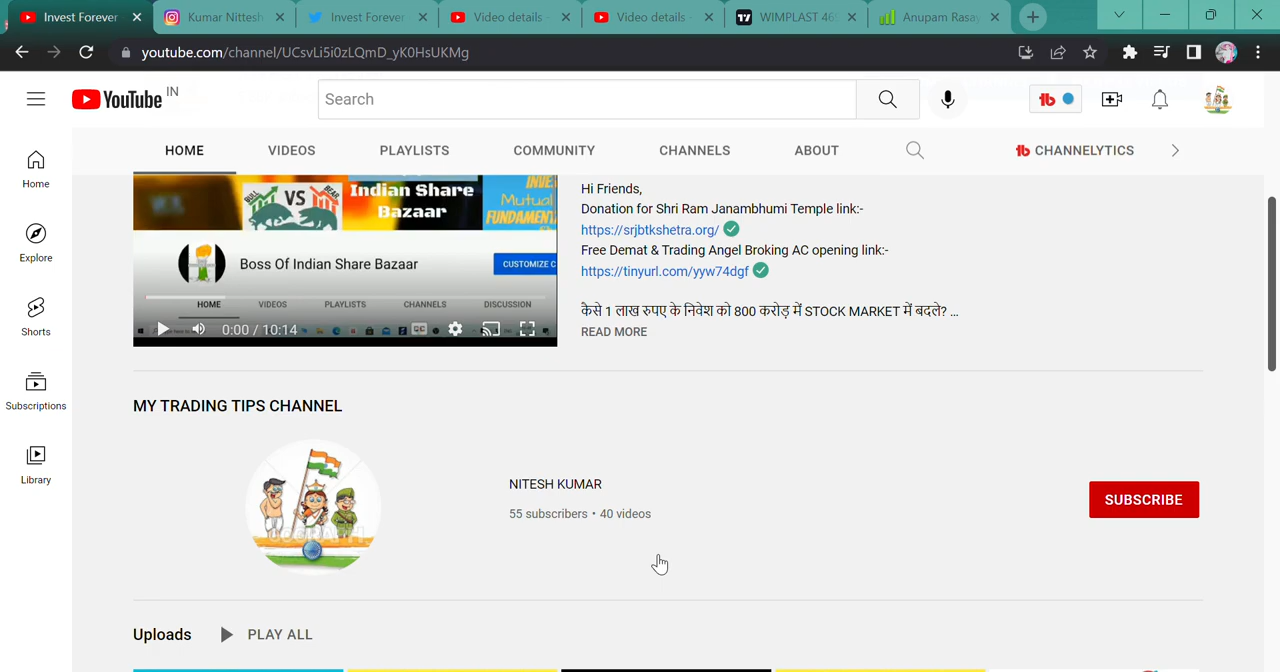 Invest Forever
Kumar Nittesh
Invest Forever
Video details
Video details
WIMPLAST
Anupam Rasay
youtube.com/channel/UCsvLi5i0zLQmD_yK0HsUKMg
YouTube IN
Search
HOME VIDEOS PLAYLISTS COMMUNITY CHANNELS ABOUT CHANNELYTICS
Home
Explore
Shorts
Subscriptions
Library
VS
Indian Share
Bazaar
Mutual
FUNDAMENT
Boss Of Indian Share Bazaar
CUSTOMIZE C
HOME VIDEOS PLAYLISTS CHANNELS DISCUSSION
0:00 / 10:14
Hi Friends,
Donation for Shri Ram Janambhumi Temple link:-
https://srjbtkshetra.org/
Free Demat & Trading Angel Broking AC opening link:-
https://tinyurl.com/yyw74dgf
कैसे 1 लाख रुपए के निवेश को 800 करोड़ में STOCK MARKET में बदले? ...
READ MORE
MY TRADING TIPS CHANNEL
NITESH KUMAR
55 subscribers • 40 videos
SUBSCRIBE
Uploads PLAY ALL